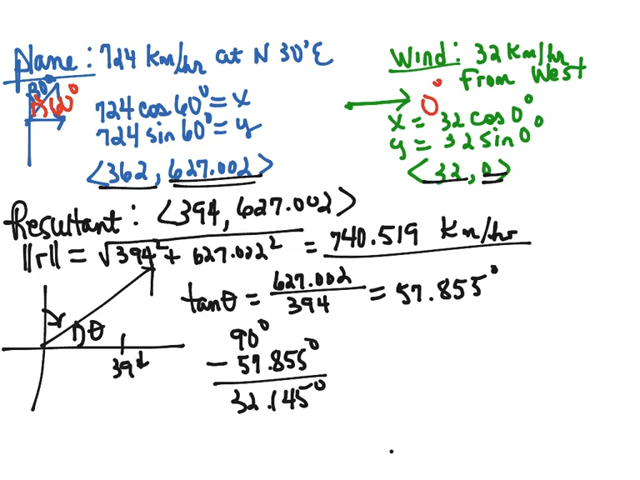 Plane: 724 Km/hr at N 30° E
30° 60°
724 cos 60° = x
724 sin 60° = y
⟨362, 627.002⟩
Wind: 32 Km/hr
from West
0°
x = 32 cos 0°
y = 32 sin 0°
⟨32, 0⟩
Resultant: ⟨394, 627.002⟩
||r|| = √394² + 627.002² = 740.519 Km/hr
tanθ = 627.002/394 = 57.855°
θ
394
90°
- 57.855°
32.145°